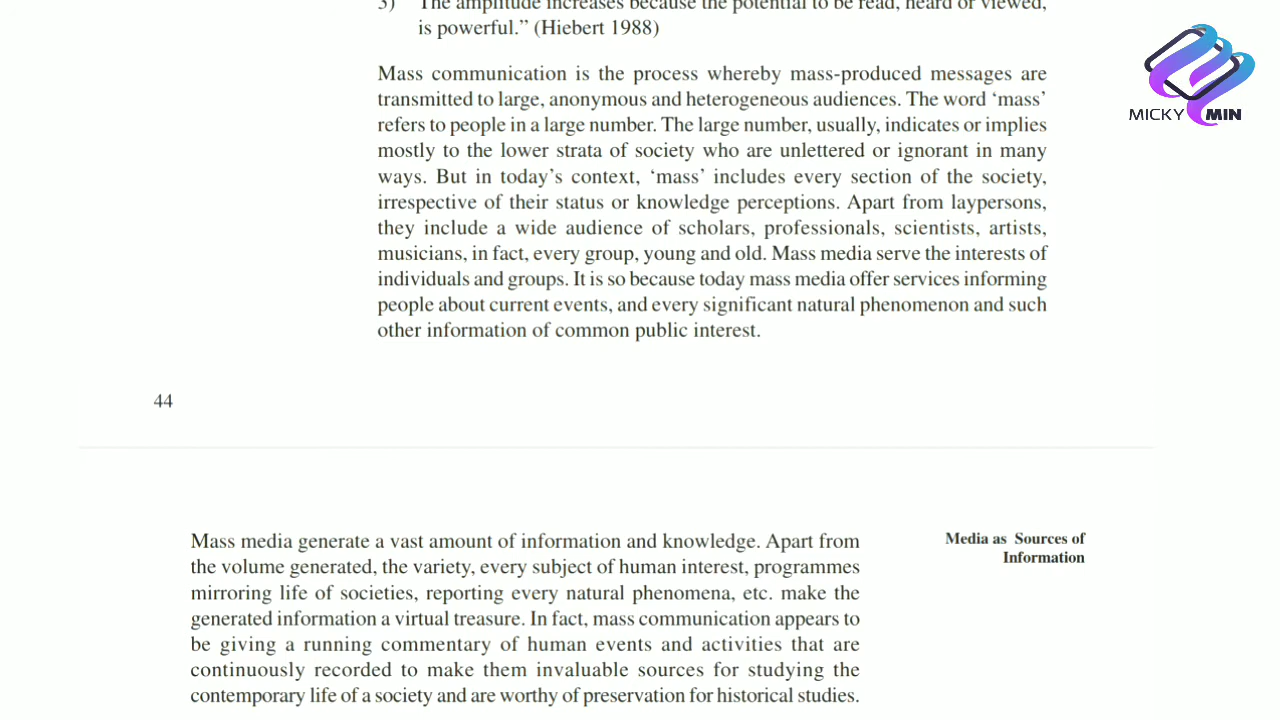 3) The amplitude increases because the potential to be read, heard or viewed,
is powerful.” (Hiebert 1988)
Mass communication is the process whereby mass-produced messages are
transmitted to large, anonymous and heterogeneous audiences. The word ‘mass’
refers to people in a large number. The large number, usually, indicates or implies
mostly to the lower strata of society who are unlettered or ignorant in many
ways. But in today’s context, ‘mass’ includes every section of the society,
irrespective of their status or knowledge perceptions. Apart from laypersons,
they include a wide audience of scholars, professionals, scientists, artists,
musicians, in fact, every group, young and old. Mass media serve the interests of
individuals and groups. It is so because today mass media offer services informing
people about current events, and every significant natural phenomenon and such
other information of common public interest.
MICKY MIN
44
Mass media generate a vast amount of information and knowledge. Apart from
the volume generated, the variety, every subject of human interest, programmes
mirroring life of societies, reporting every natural phenomena, etc. make the
generated information a virtual treasure. In fact, mass communication appears to
be giving a running commentary of human events and activities that are
continuously recorded to make them invaluable sources for studying the
contemporary life of a society and are worthy of preservation for historical studies.
Media as Sources of
Information